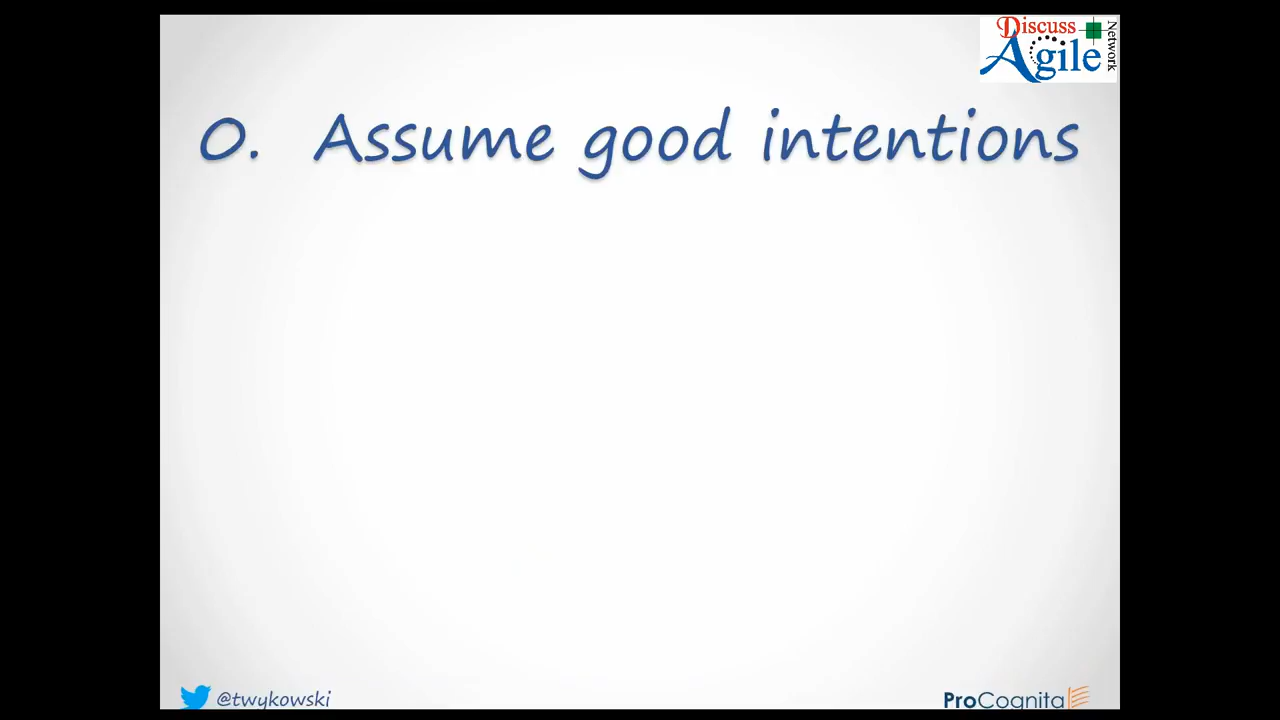 Discuss
Agile
Network
0. Assume good intentions
@twykowski
ProCognita